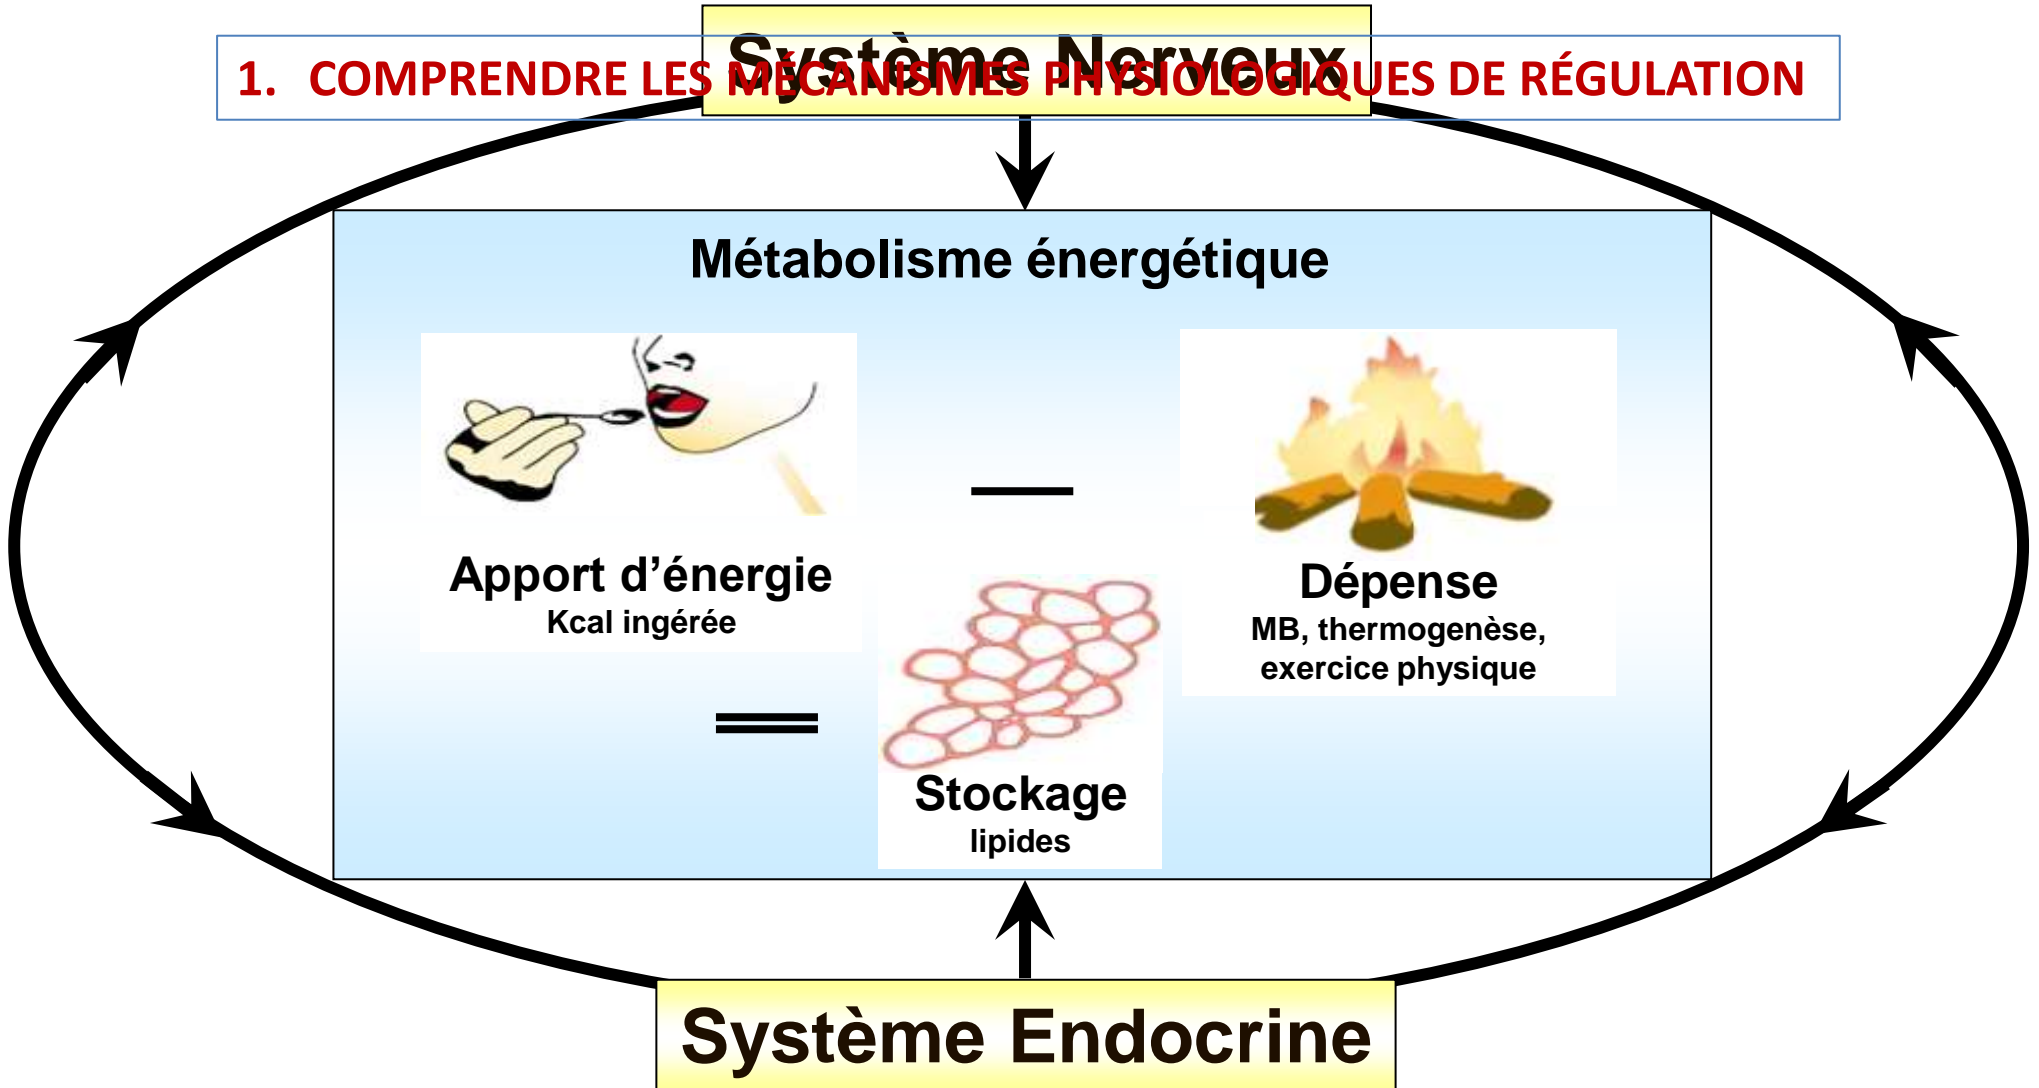 Système Nerveux
1. COMPRENDRE LES MÉCANISMES PHYSIOLOGIQUES DE RÉGULATION
Métabolisme énergétique
Apport d’énergie
Kcal ingérée
Dépense
MB, thermogenèse,
exercice physique
Stockage
lipides
Système Endocrine